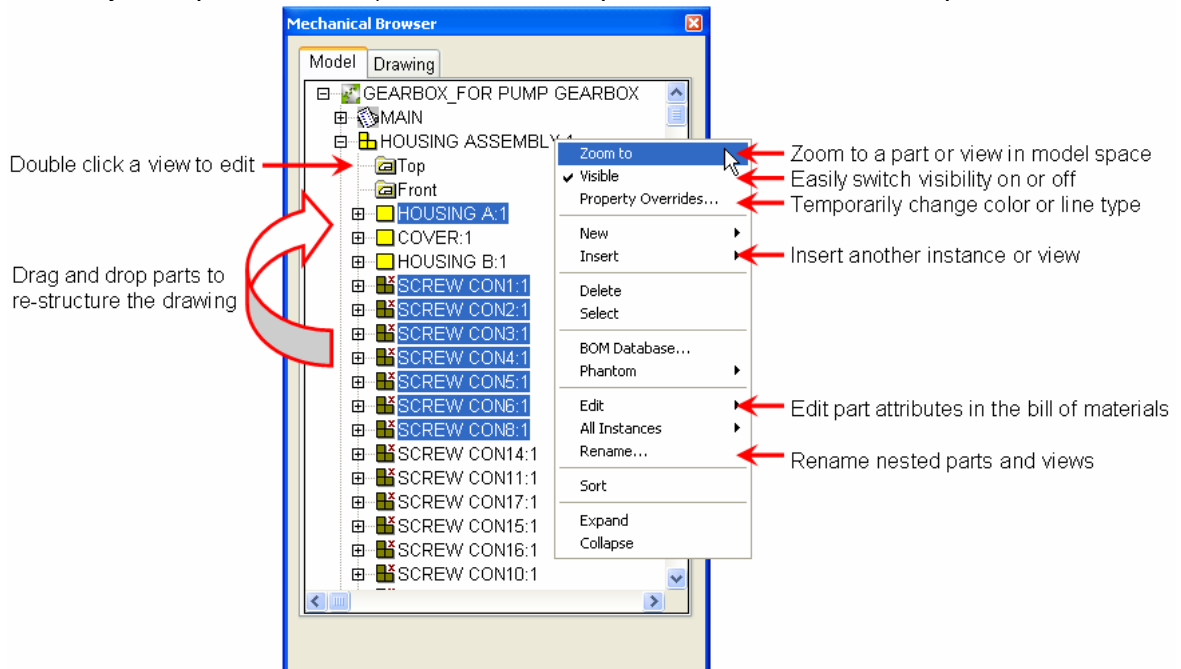 Mechanical Browser
Model
Drawing
GEARBOX_FOR PUMP GEARBOX
MAIN
HOUSING ASSEMBLY:1
Top
Front
HOUSING A:1
COVER:1
HOUSING B:1
SCREW CON1:1
SCREW CON2:1
SCREW CON3:1
SCREW CON4:1
SCREW CON5:1
SCREW CON6:1
SCREW CON8:1
SCREW CON14:1
SCREW CON11:1
SCREW CON17:1
SCREW CON15:1
SCREW CON16:1
SCREW CON10:1
Double click a view to edit
Drag and drop parts to
re-structure the drawing
Zoom to
Visible
Property Overrides...
New
Insert
Delete
Select
BOM Database...
Phantom
Edit
All Instances
Rename...
Sort
Expand
Collapse
Zoom to a part or view in model space
Easily switch visibility on or off
Temporarily change color or line type
Insert another instance or view
Edit part attributes in the bill of materials
Rename nested parts and views